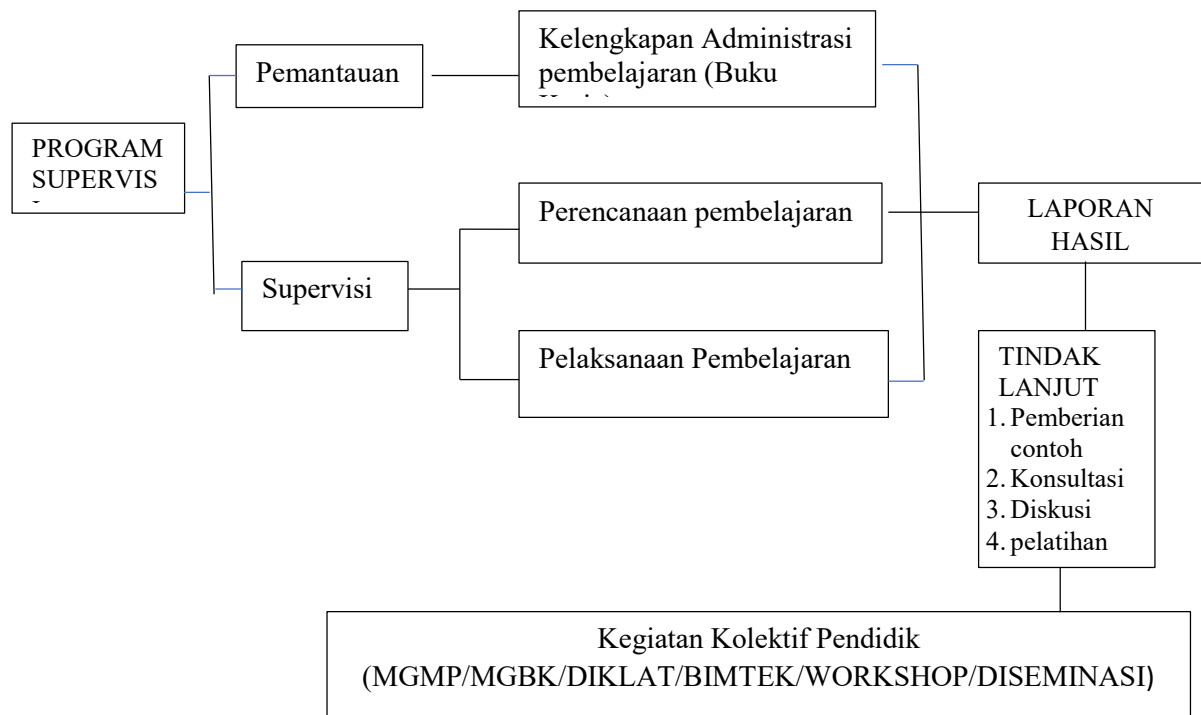 Pemantauan
Kelengkapan Administrasi
pembelajaran (Buku
PROGRAM
SUPERVIS
Perencanaan pembelajaran
LAPORAN
HASIL
Supervisi
Pelaksanaan Pembelajaran
TINDAK
LANJUT
1. Pemberian
contoh
2. Konsultasi
3. Diskusi
4. pelatihan
Kegiatan Kolektif Pendidik
(MGMP/MGBK/DIKLAT/BIMTEK/WORKSHOP/DISEMINASI)